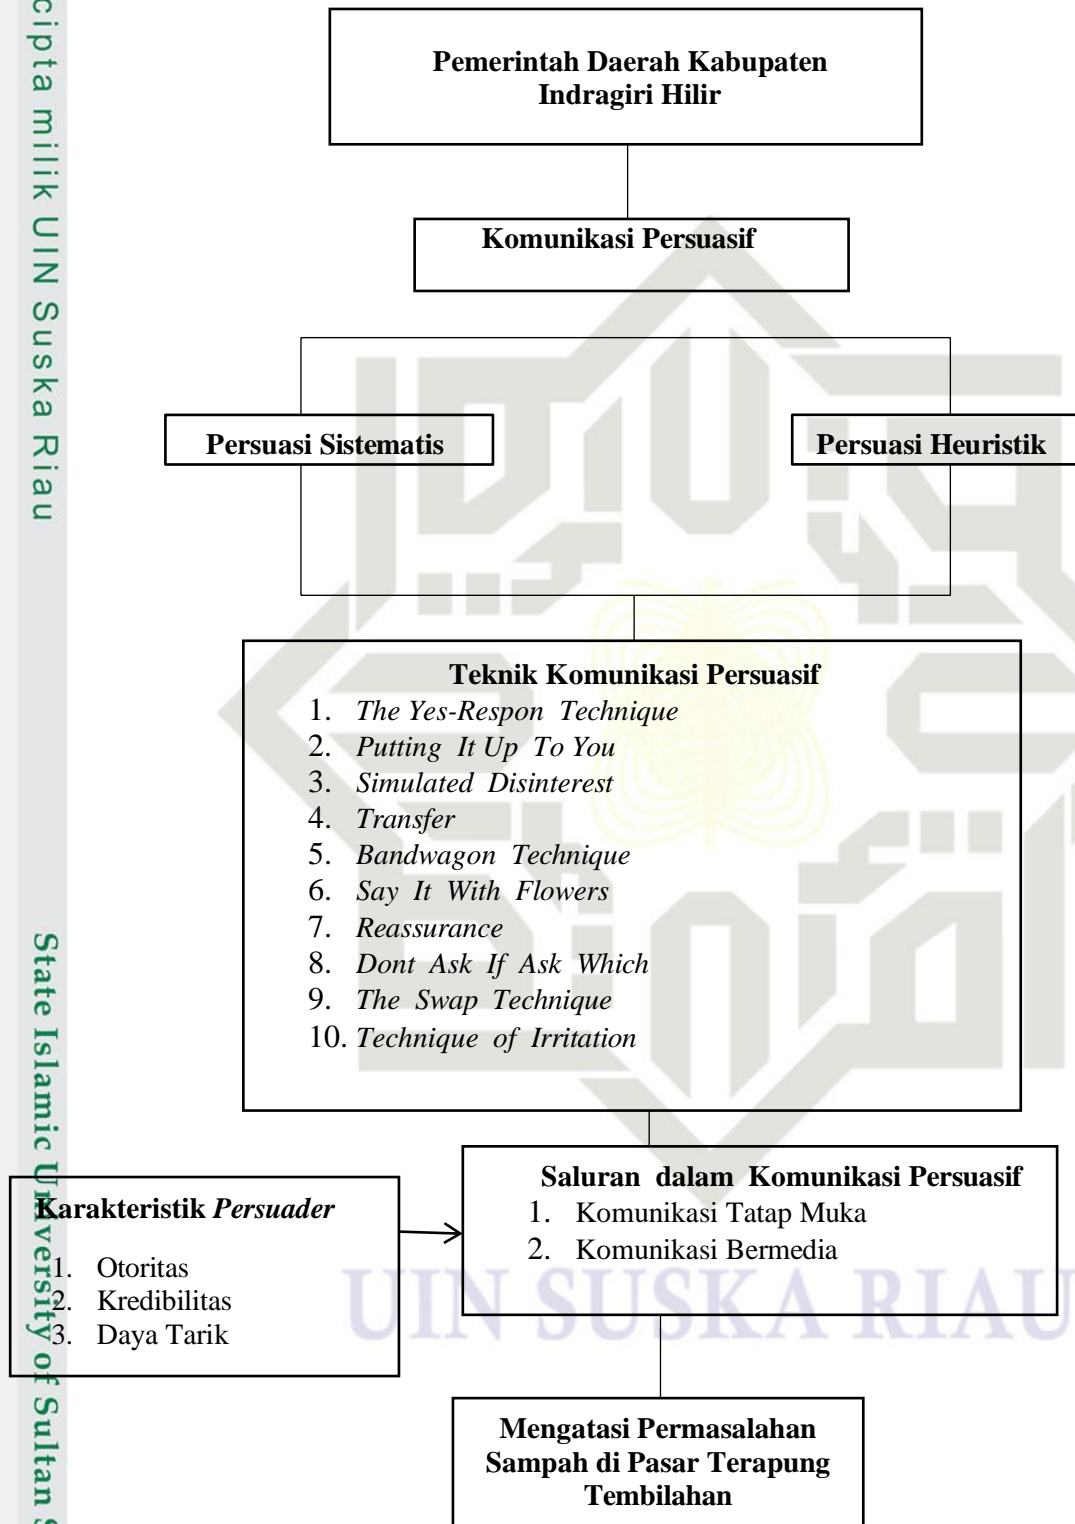 cipta milik UIN Suska Riau
State Islamic University of Sultan S
Pemerintah Daerah Kabupaten
Indragiri Hilir
Komunikasi Persuasif
Persuasi Sistematis
Persuasi Heuristik
Teknik Komunikasi Persuasif
1. The Yes-Respon Technique
2. Putting It Up To You
3. Simulated Disinterest
4. Transfer
5. Bandwagon Technique
6. Say It With Flowers
7. Reassurance
8. Dont Ask If Ask Which
9. The Swap Technique
10. Technique of Irritation
Karakteristik Persuader
1. Otoritas
2. Kredibilitas
3. Daya Tarik
Saluran dalam Komunikasi Persuasif
1. Komunikasi Tatap Muka
2. Komunikasi Bermedia
UIN SUSKA RIAU
Mengatasi Permasalahan
Sampah di Pasar Terapung
Tembilahan